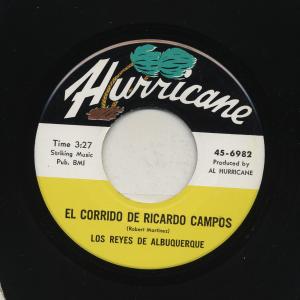 Hurricane
Time 3:27
Striking Music
Pub. BMI
45-6982
Produced by
AL HURRICANE
EL CORRIDO DE RICARDO CAMPOS
(Robert Martinez)
LOS REYES DE ALBUQUERQUE